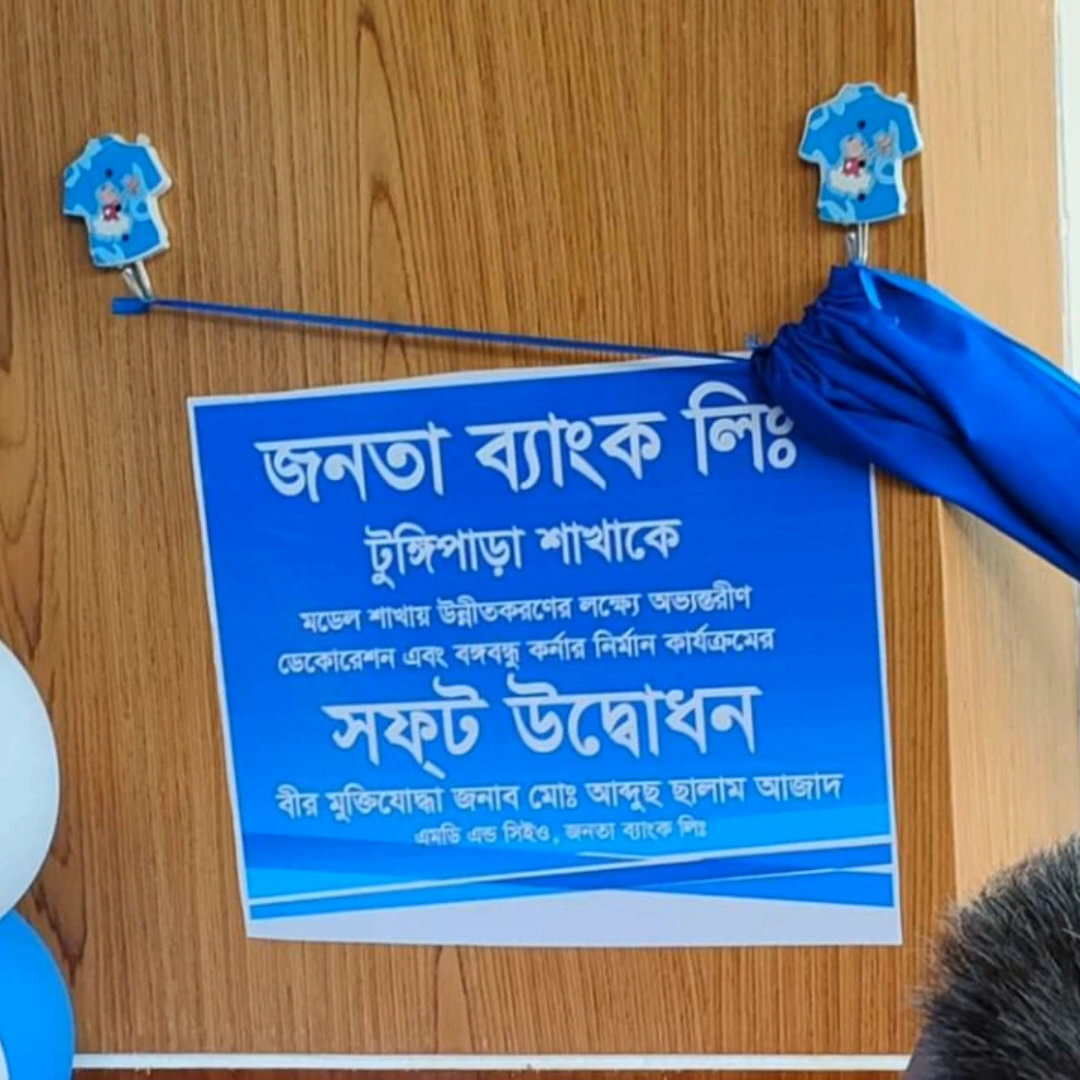 জনতা ব্যাংক লিঃ
টুঙ্গিপাড়া শাখাকে
মডেল শাখায় উন্নীতকরণের লক্ষ্যে অভ্যন্তরীণ
ডেকোরেশন এবং বঙ্গবন্ধু কর্নার নির্মান কার্যক্রমের
সফ্ট উদ্বোধন
বীর মুক্তিযোদ্ধা জনাব মোঃ আব্দুছ ছালাম আজাদ
এমডি এন্ড সিইও, জনতা ব্যাংক লিঃ